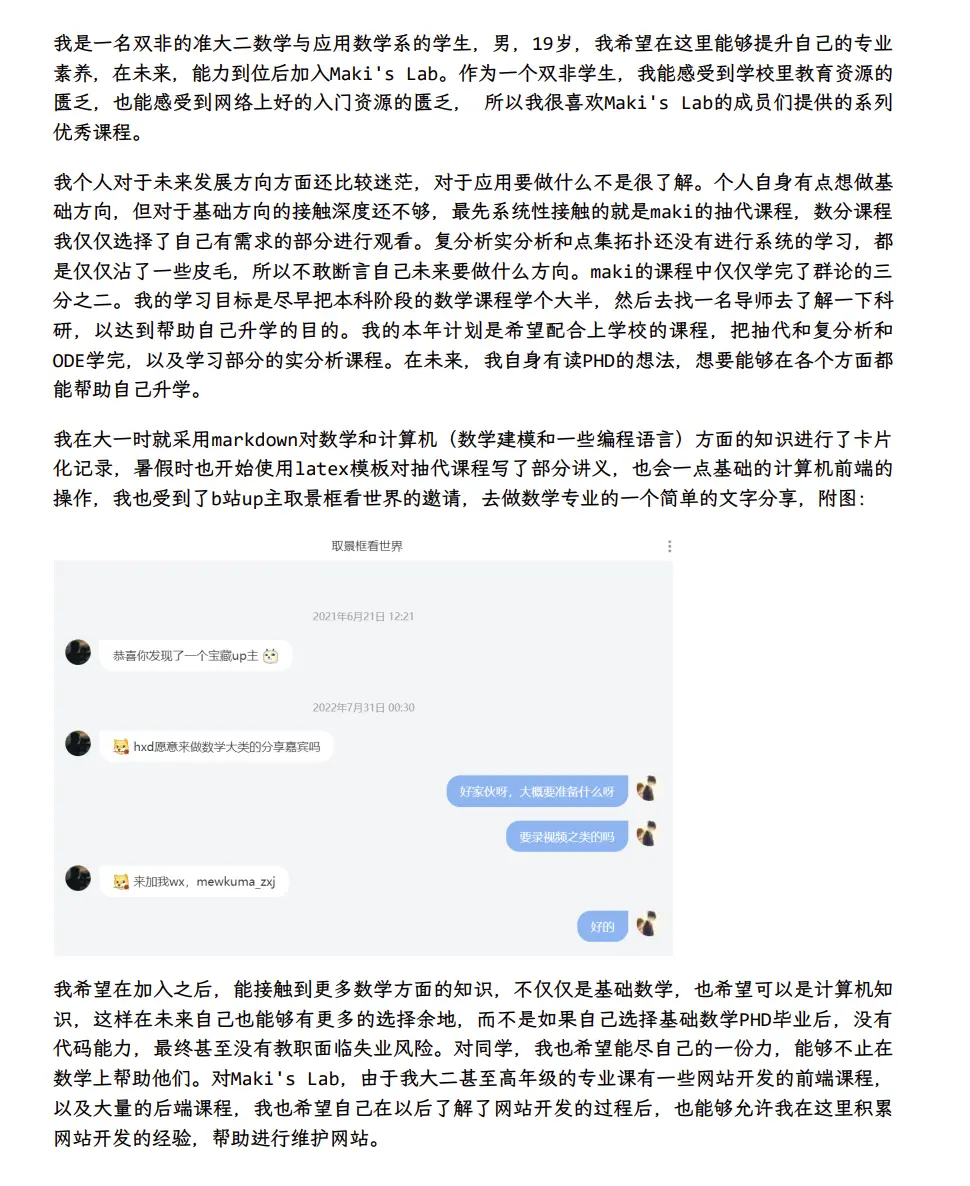 我是一名双非的准大二数学与应用数学系的学生，男，19岁，我希望在这里能够提升自己的专业
素养，在未来，能力到位后加入Maki's Lab。作为一个双非学生，我能感受到学校里教育资源的
匮乏，也能感受到网络上好的入门资源的匮乏， 所以我很喜欢Maki's Lab的成员们提供的系列
优秀课程。
我个人对于未来发展方向方面还比较迷茫，对于应用要做什么不是很了解。个人自身有点想做基
础方向，但对于基础方向的接触深度还不够，最先系统性接触的就是maki的抽代课程，数分课程
我仅仅选择了自己有需求的部分进行观看。复分析实分析和点集拓扑还没有进行系统的学习，都
是仅仅沾了一些皮毛，所以不敢断言自己未来要做什么方向。maki的课程中仅仅学完了群论的三
分之二。我的学习目标是尽早把本科阶段的数学课程学个大半，然后去找一名导师去了解一下科
研，以达到帮助自己升学的目的。我的本年计划是希望配合上学校的课程，把抽代和复分析和
ODE学完，以及学习部分的实分析课程。在未来，我自身有读PHD的想法，想要能够在各个方面都
能帮助自己升学。
我在大一时就采用markdown对数学和计算机（数学建模和一些编程语言）方面的知识进行了卡片
化记录，暑假时也开始使用latex模板对抽代课程写了部分讲义，也会一点基础的计算机前端的
操作，我也受到了b站up主取景框看世界的邀请，去做数学专业的一个简单的文字分享，附图：
取景框看世界
2021年6月21日 12:21
恭喜你发现了一个宝藏up主
2022年7月31日 00:30
hxd愿意来做数学大类的分享嘉宾吗
好家伙呀，大概要准备什么呀
要录视频之类的吗
来加我wx，mewkuma_zxj
好的
我希望在加入之后，能接触到更多数学方面的知识，不仅仅是基础数学，也希望可以是计算机知
识，这样在未来自己也能够有更多的选择余地，而不是如果自己选择基础数学PHD毕业后，没有
代码能力，最终甚至没有教职面临失业风险。对同学，我也希望能尽自己的一份力，能够不止在
数学上帮助他们。对Maki's Lab，由于我大二甚至高年级的专业课有一些网站开发的前端课程，
以及大量的后端课程，我也希望自己在以后了解了网站开发的过程后，也能够允许我在这里积累
网站开发的经验，帮助进行维护网站。